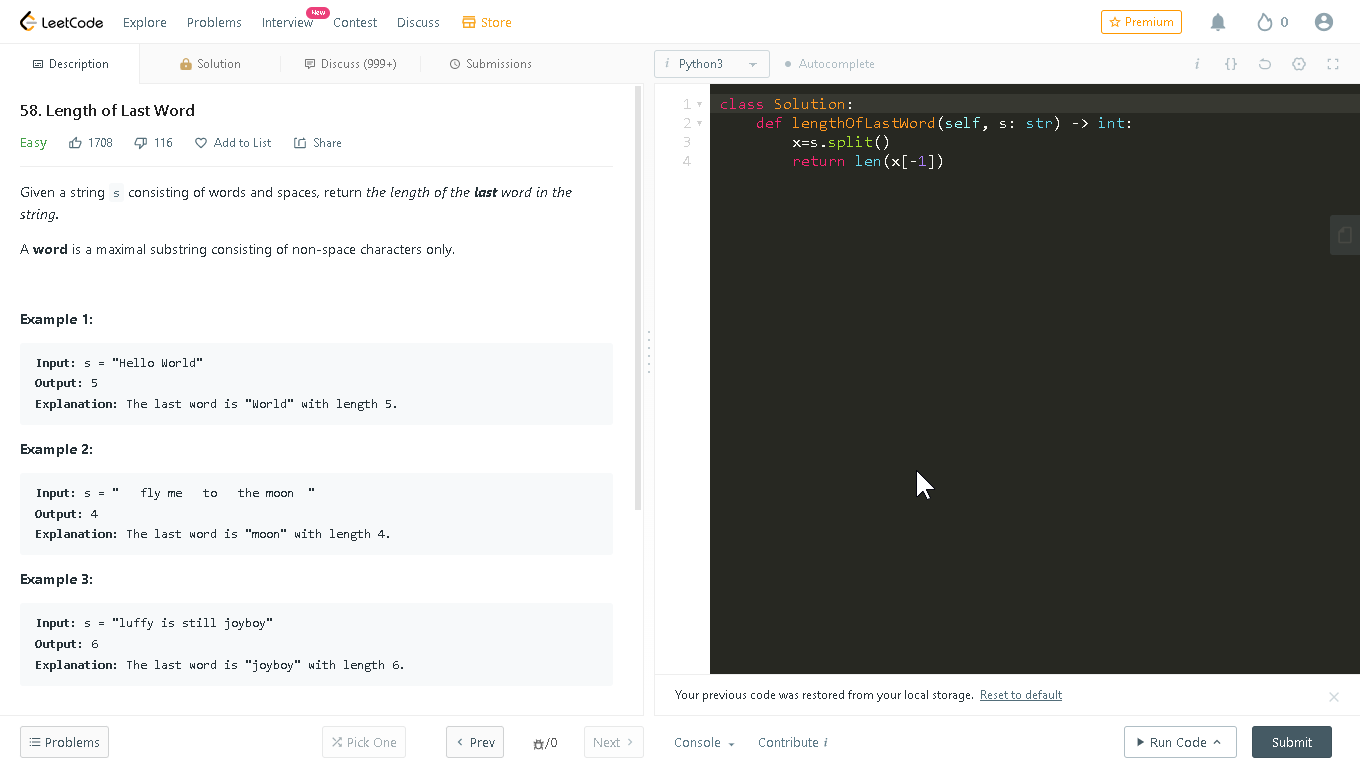 LeetCode Explore Problems Interview New Contest Discuss Store Premium 0
Description Solution Discuss (999+) Submissions i Python3 Autocomplete i {}
58. Length of Last Word
Easy 1708 116 Add to List Share
Given a string s consisting of words and spaces, return the length of the last word in the
string.
A word is a maximal substring consisting of non-space characters only.
Example 1:
Input: s = "Hello World"
Output: 5
Explanation: The last word is "World" with length 5.
Example 2:
Input: s = "   fly me   to   the moon  "
Output: 4
Explanation: The last word is "moon" with length 4.
Example 3:
Input: s = "luffy is still joyboy"
Output: 6
Explanation: The last word is "joyboy" with length 6.
1 class Solution:
2     def lengthOfLastWord(self, s: str) -> int:
3         x=s.split()
4         return len(x[-1])
Your previous code was restored from your local storage. Reset to default
Problems Pick One Prev /0 Next Console Contribute i Run Code Submit